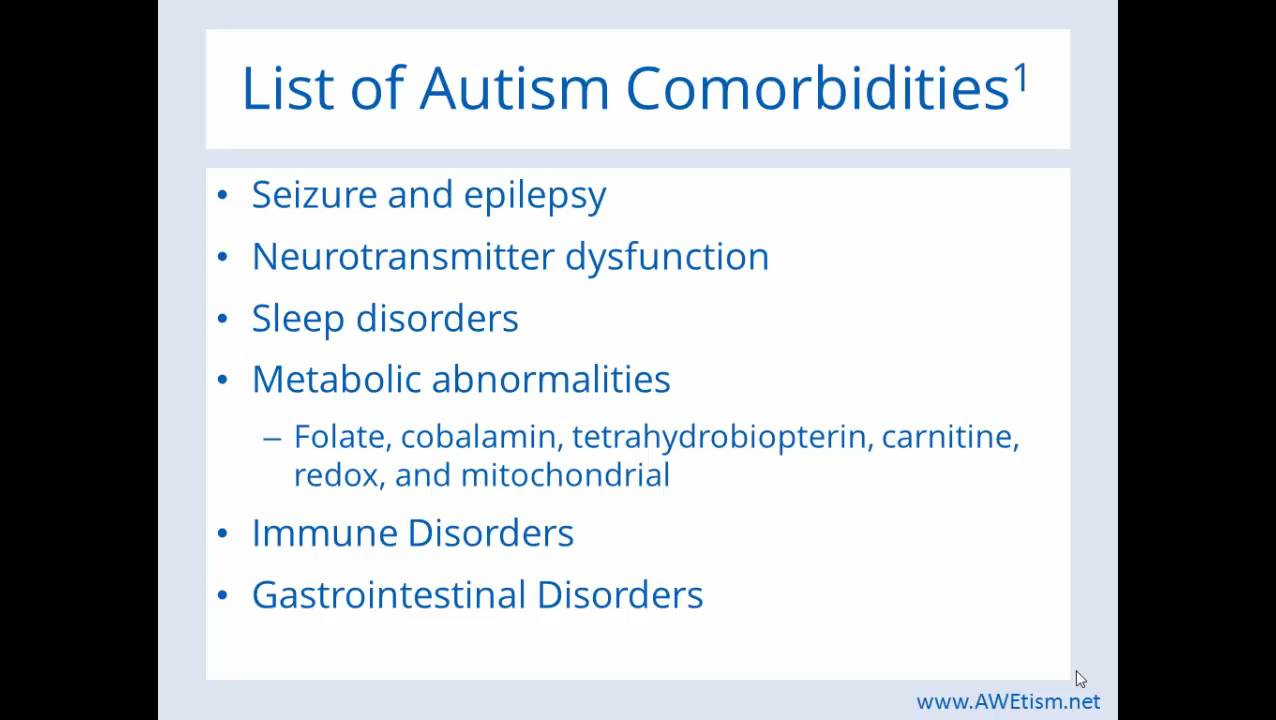 List of Autism Comorbidities¹
• Seizure and epilepsy
• Neurotransmitter dysfunction
• Sleep disorders
• Metabolic abnormalities
– Folate, cobalamin, tetrahydrobiopterin, carnitine,
redox, and mitochondrial
• Immune Disorders
• Gastrointestinal Disorders
www.AWEtism.net